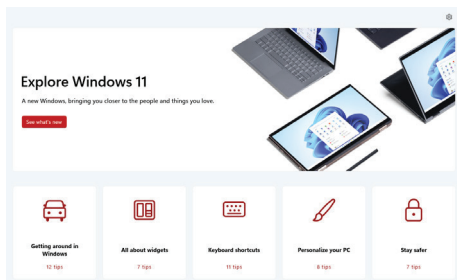 Explore Windows 11
A new Windows, bringing you closer to the people and things you love.
See what's new
Getting around in
Windows
12 tips
All about widgets
7 tips
Keyboard shortcuts
11 tips
Personalize your PC
8 tips
Stay safer
7 tips